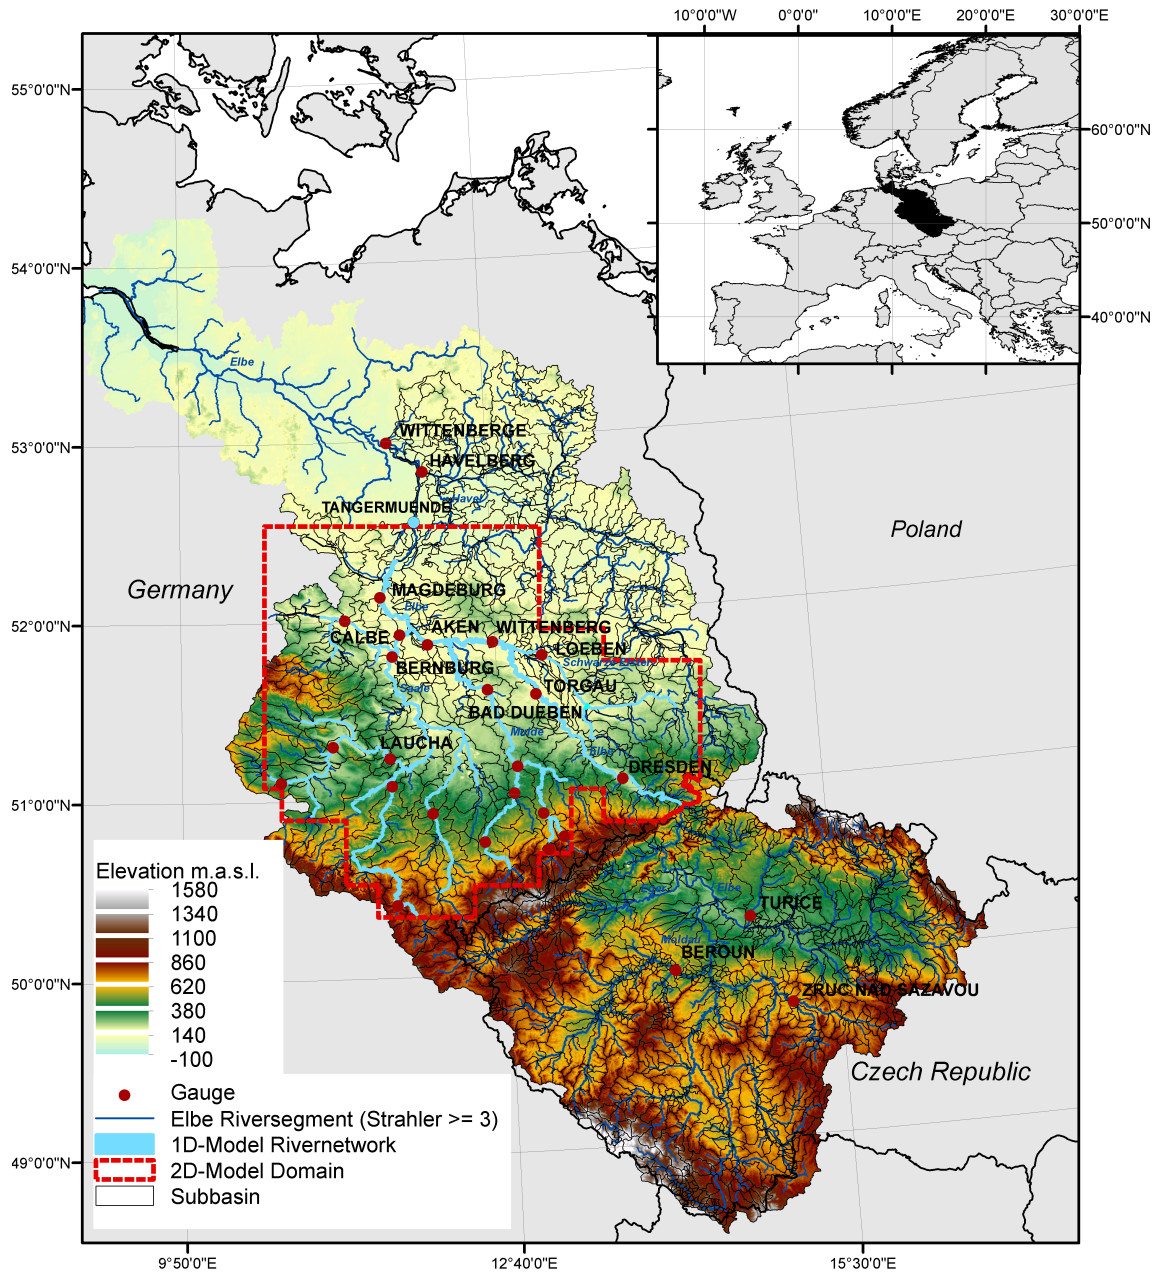 10°0'0"W
0°0'0"
10°0'0"E
20°0'0"E
30°0'0"E
60°0'0"N
50°0'0"N
40°0'0"N
55°0'0"N
54°0'0"N
53°0'0"N
52°0'0"N
51°0'0"N
50°0'0"N
49°0'0"N
Elbe
WITTENBERGE
HAVELBERG
Havel
TANGERMUENDE
Poland
Germany
MAGDEBURG
Elbe
AKEN
WITTENBERG
CALBE
LOEBEN
Schwarze Elster
BERNBURG
Saale
TORGAU
BAD DUEBEN
Mulde
LAUCHA
Elbe
DRESDEN
Eger
Elbe
TURICE
Moldau
BEROUN
ZRUC NAD SAZAVOU
Czech Republic
Elevation m.a.s.l.
1580
1340
1100
860
620
380
140
-100
Gauge
Elbe Riversegment (Strahler >= 3)
1D-Model Rivernetwork
2D-Model Domain
Subbasin
9°50'0"E
12°40'0"E
15°30'0"E